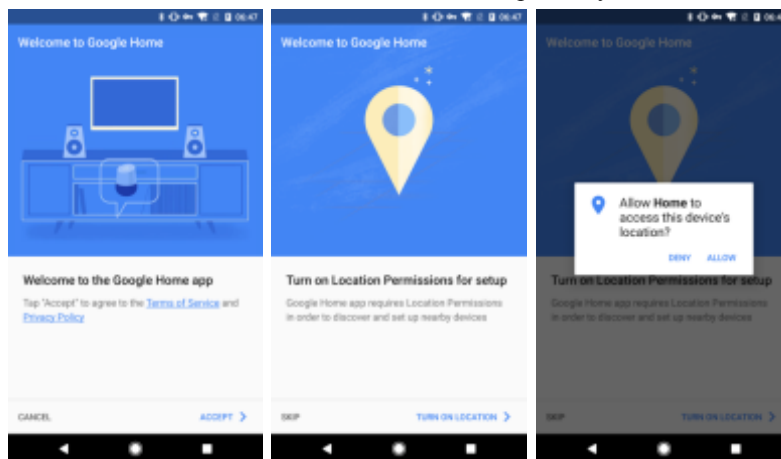 06:47
Welcome to Google Home
Welcome to the Google Home app
Tap "Accept" to agree to the Terms of Service and
Privacy Policy
CANCEL
ACCEPT
06:47
Welcome to Google Home
Turn on Location Permissions for setup
Google Home app requires Location Permissions
in order to discover and set up nearby devices
SKIP
TURN ON LOCATION
06:47
Welcome to Google Home
Allow Home to
access this device's
location?
DENY
ALLOW
Turn on Location Permissions for setup
Google Home app requires Location Permissions
in order to discover and set up nearby devices
SKIP
TURN ON LOCATION